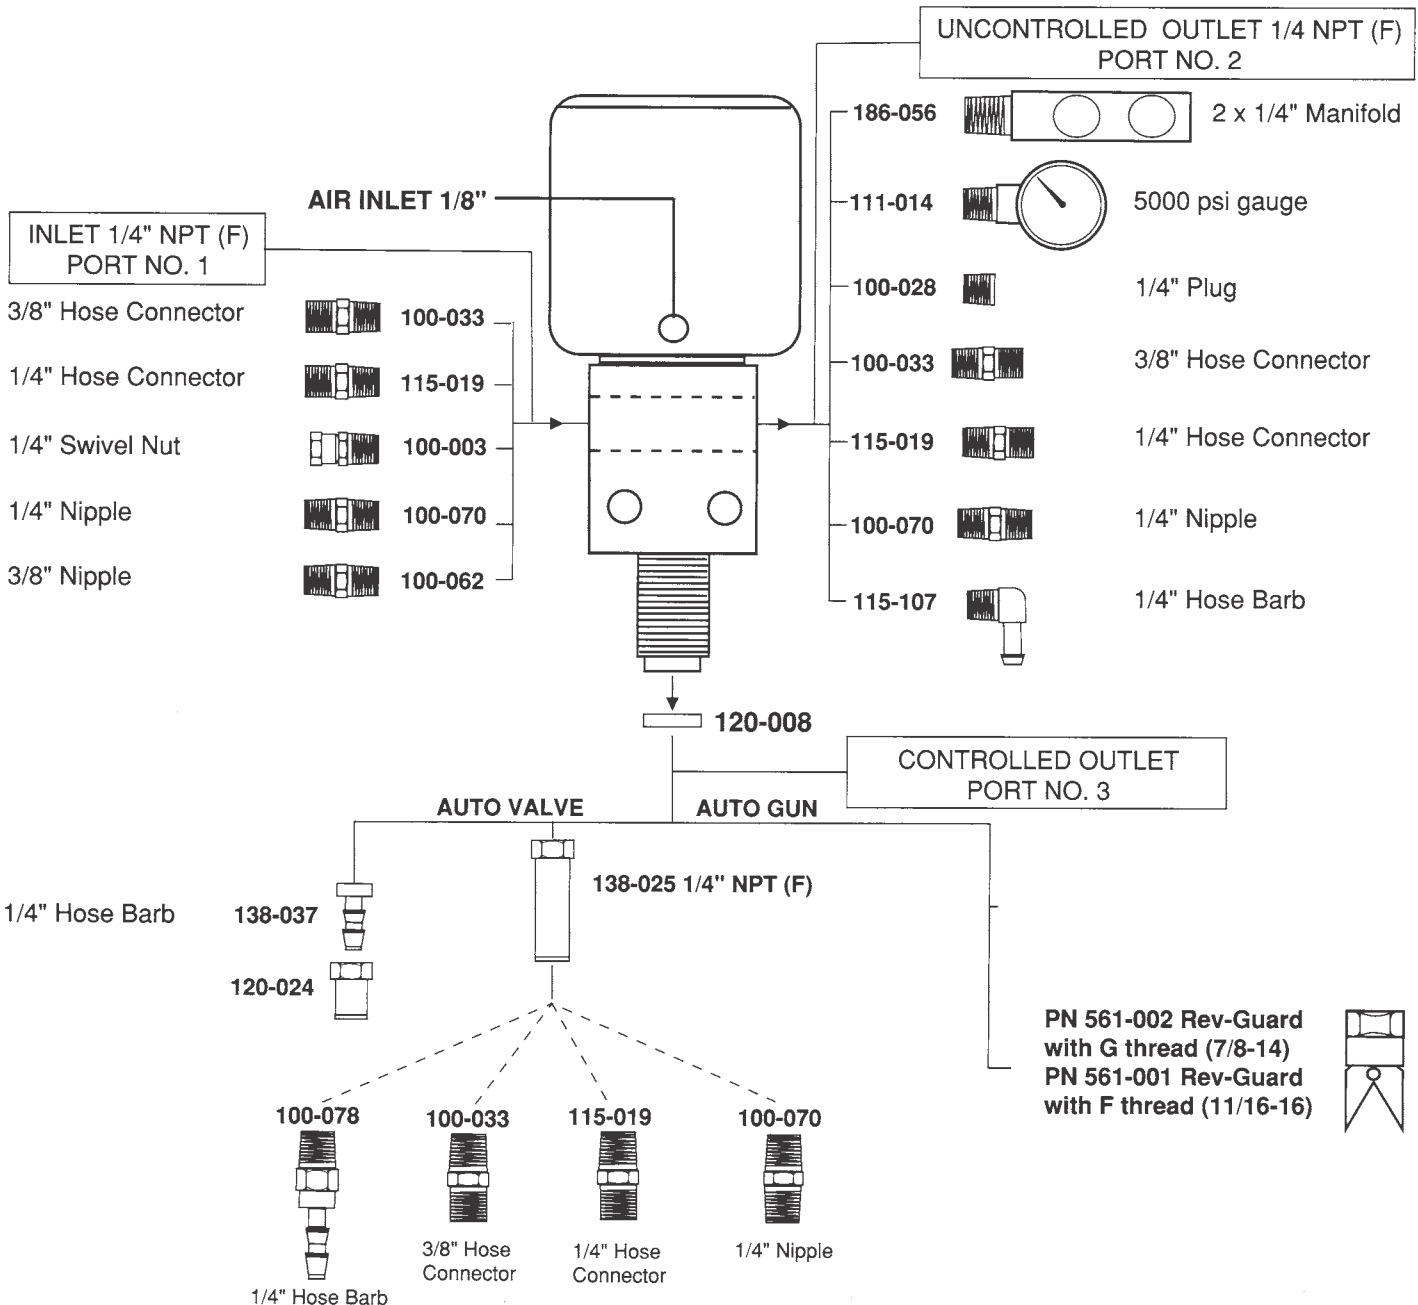 UNCONTROLLED OUTLET 1/4 NPT (F)
PORT NO. 2
186-056
2 x 1/4" Manifold
AIR INLET 1/8"
111-014
5000 psi gauge
INLET 1/4" NPT (F)
PORT NO. 1
100-028
1/4" Plug
3/8" Hose Connector
100-033
100-033
3/8" Hose Connector
1/4" Hose Connector
115-019
115-019
1/4" Hose Connector
1/4" Swivel Nut
100-003
1/4" Nipple
100-070
100-070
1/4" Nipple
3/8" Nipple
100-062
115-107
1/4" Hose Barb
120-008
CONTROLLED OUTLET
PORT NO. 3
AUTO VALVE
AUTO GUN
138-025 1/4" NPT (F)
1/4" Hose Barb
138-037
120-024
PN 561-002 Rev-Guard
with G thread (7/8-14)
PN 561-001 Rev-Guard
with F thread (11/16-16)
100-078
100-033
115-019
100-070
3/8" Hose
Connector
1/4" Hose
Connector
1/4" Nipple
1/4" Hose Barb